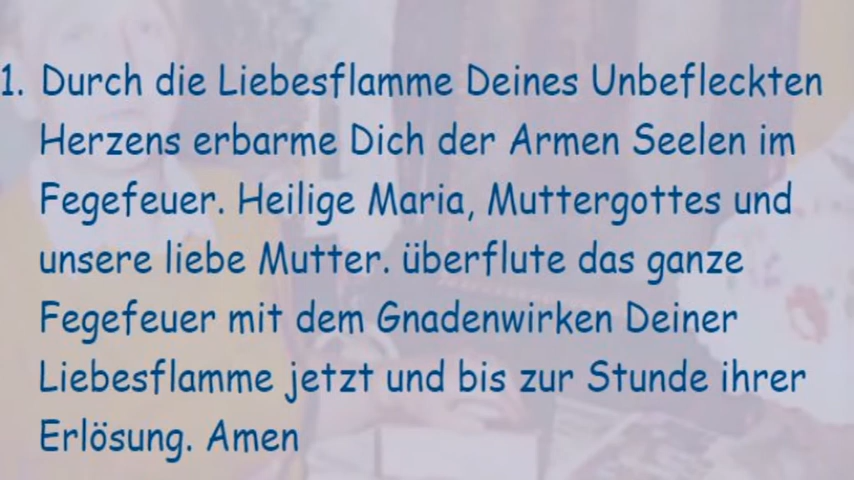 1. Durch die Liebesflamme Deines Unbefleckten
Herzens erbarme Dich der Armen Seelen im
Fegefeuer. Heilige Maria, Muttergottes und
unsere liebe Mutter. überflute das ganze
Fegefeuer mit dem Gnadenwirken Deiner
Liebesflamme jetzt und bis zur Stunde ihrer
Erlösung. Amen